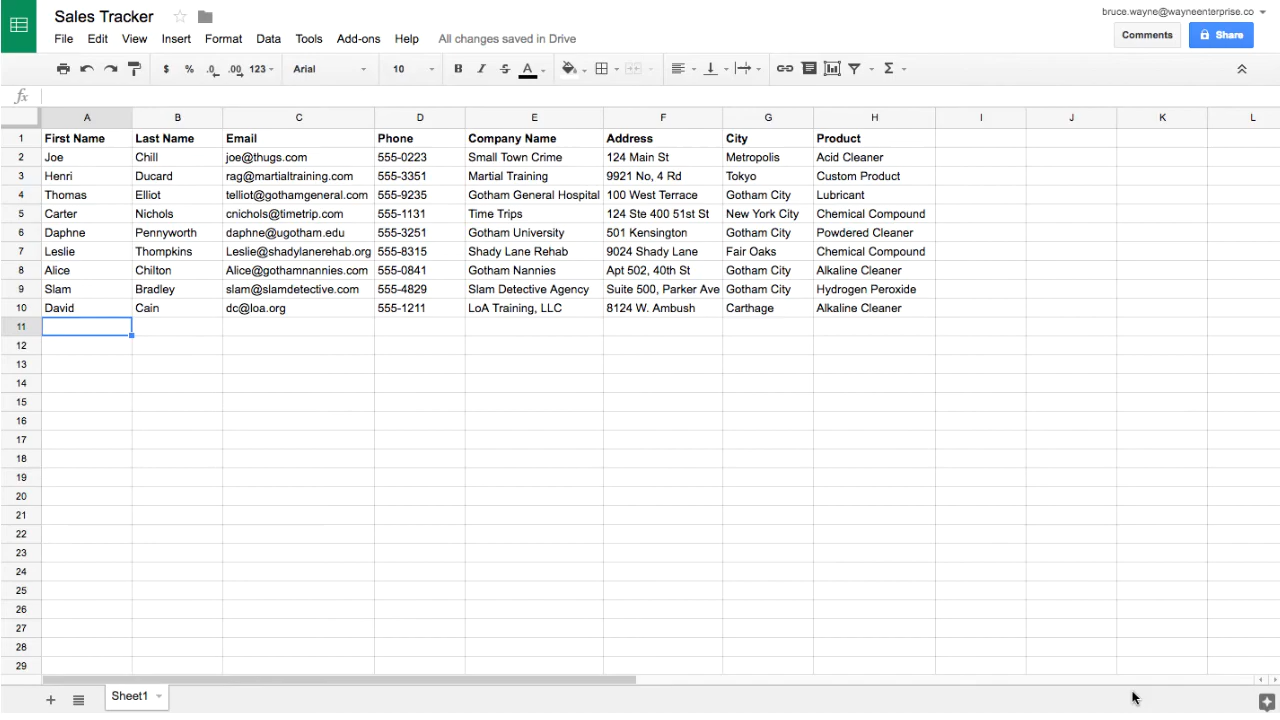 Sales Tracker bruce.wayne@wayneenterprise.co
File Edit View Insert Format Data Tools Add-ons Help All changes saved in Drive Comments Share
$ % .0 .00 123 Arial 10 B I S A Σ
fx
A B C D E F G H I J K L
1 First Name Last Name Email Phone Company Name Address City Product
2 Joe Chill joe@thugs.com 555-0223 Small Town Crime 124 Main St Metropolis Acid Cleaner
3 Henri Ducard rag@martialtraining.com 555-3351 Martial Training 9921 No, 4 Rd Tokyo Custom Product
4 Thomas Elliot telliot@gothamgeneral.com 555-9235 Gotham General Hospital 100 West Terrace Gotham City Lubricant
5 Carter Nichols cnichols@timetrip.com 555-1131 Time Trips 124 Ste 400 51st St New York City Chemical Compound
6 Daphne Pennyworth daphne@ugotham.edu 555-3251 Gotham University 501 Kensington Gotham City Powdered Cleaner
7 Leslie Thompkins Leslie@shadylanerehab.org 555-8315 Shady Lane Rehab 9024 Shady Lane Fair Oaks Chemical Compound
8 Alice Chilton Alice@gothamnannies.com 555-0841 Gotham Nannies Apt 502, 40th St Gotham City Alkaline Cleaner
9 Slam Bradley slam@slamdetective.com 555-4829 Slam Detective Agency Suite 500, Parker Ave Gotham City Hydrogen Peroxide
10 David Cain dc@loa.org 555-1211 LoA Training, LLC 8124 W. Ambush Carthage Alkaline Cleaner
11
12
13
14
15
16
17
18
19
20
21
22
23
24
25
26
27
28
29
Sheet1